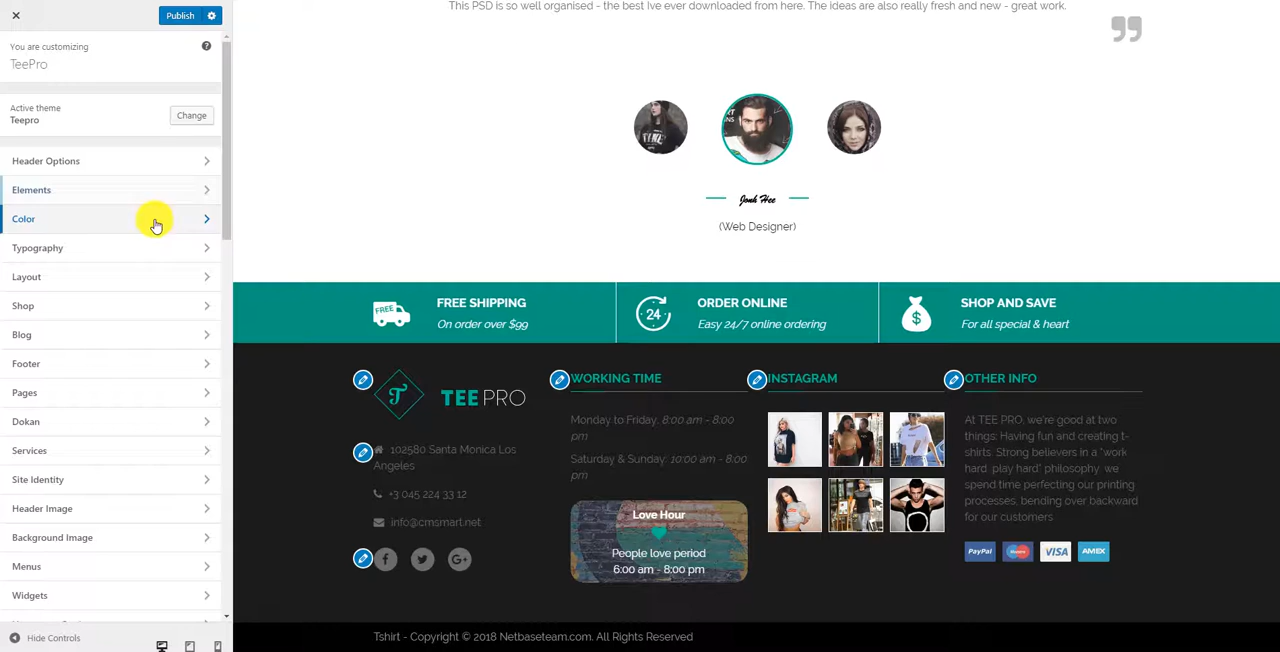 Publish
You are customizing
TeePro
Active theme
Teepro
Change
Header Options
Elements
Color
Typography
Layout
Shop
Blog
Footer
Pages
Dokan
Services
Site Identity
Header Image
Background Image
Menus
Widgets
Hide Controls
This PSD is so well organised - the best Ive ever downloaded from here. The ideas are also really fresh and new - great work.
Jonh Hee
(Web Designer)
FREE
FREE SHIPPING
On order over $99
24
ORDER ONLINE
Easy 24/7 online ordering
$
SHOP AND SAVE
For all special & heart
T
TEE PRO
102580 Santa Monica Los
Angeles
+3 045 224 33 12
info@cmsmart.net
WORKING TIME
Monday to Friday: 8:00 am - 8:00
pm
Saturday & Sunday: 10:00 am - 8:00
pm
Love Hour
People love period
6:00 am - 8:00 pm
INSTAGRAM
OTHER INFO
At TEE PRO, we're good at two
things: Having fun and creating t-
shirts. Strong believers in a "work
hard, play hard" philosophy, we
spend time perfecting our printing
processes, bending over backward
for our customers
PayPal
VISA
AMEX
Tshirt - Copyright © 2018 Netbaseteam.com. All Rights Reserved